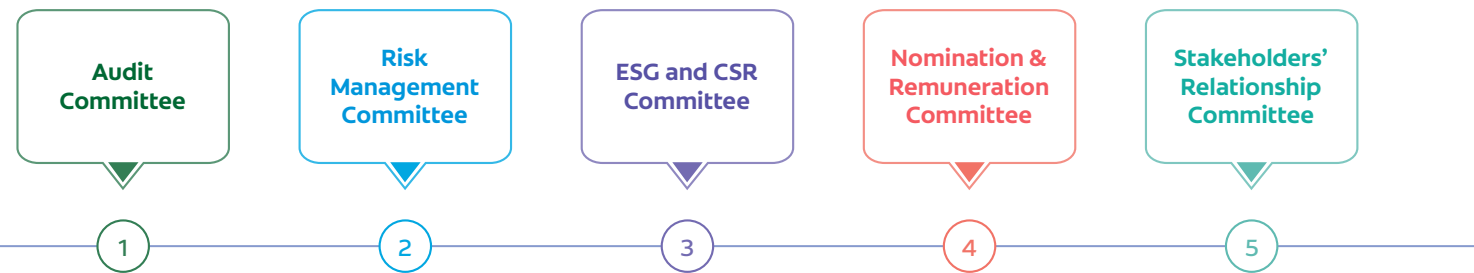 Audit
Committee
Risk
Management
Committee
ESG and CSR
Committee
Nomination &
Remuneration
Committee
Stakeholders’
Relationship
Committee
1
2
3
4
5